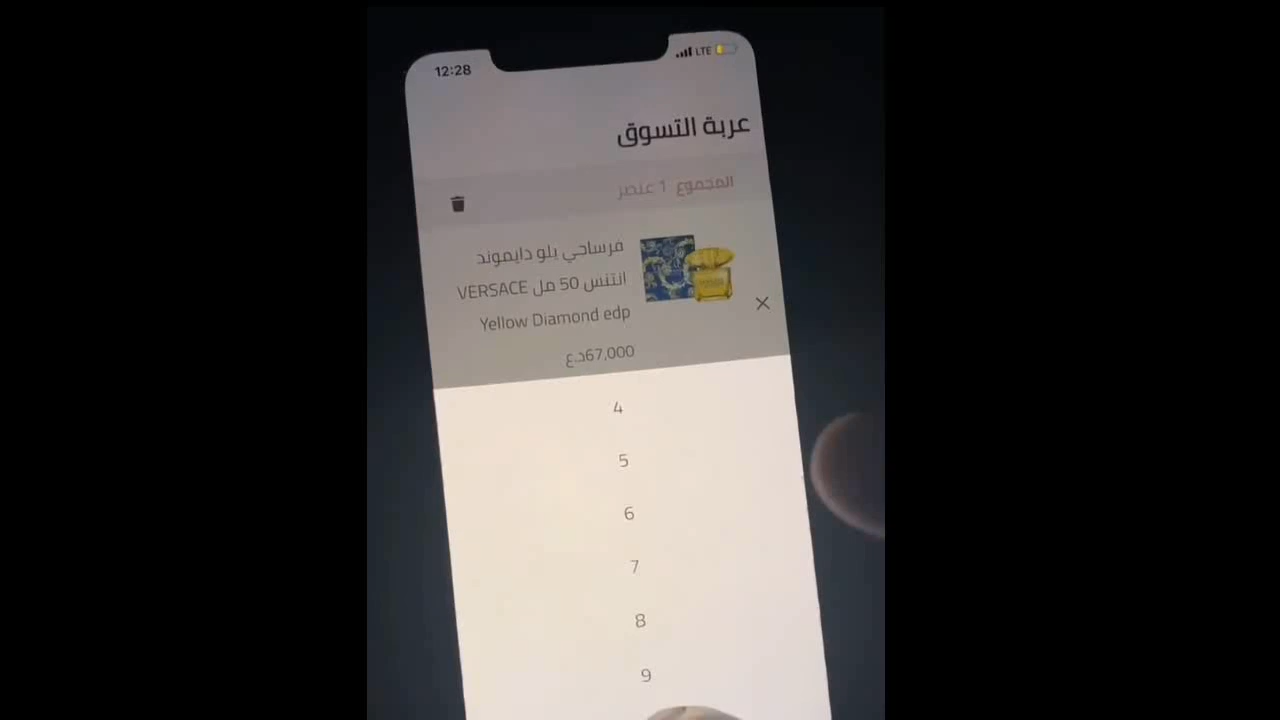 12:28
LTE
عربة التسوق
المجموع 1 عنصر
فرساجي يلو دايموند
انتنس 50 مل VERSACE
Yellow Diamond edp
67,000د.ع
4
5
6
7
8
9